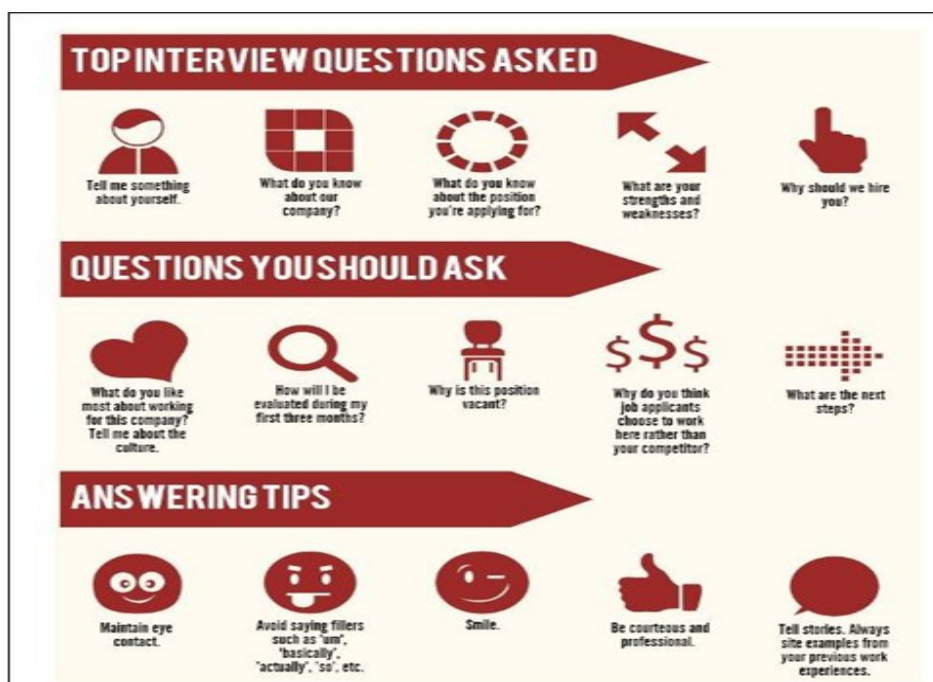 TOP INTERVIEW QUESTIONS ASKED
Tell me something
about yourself.
What do you know
about our
company?
What do you know
about the position
you're applying for?
What are your
strengths and
weaknesses?
Why should we hire
you?
QUESTIONS YOU SHOULD ASK
What do you like
most about working
for this company?
Tell me about the
culture.
How will I be
evaluated during my
first three months?
Why is this position
vacant?
$ $ $
Why do you think
job applicants
choose to work
here rather than
your competitor?
What are the next
steps?
ANSWERING TIPS
Maintain eye
contact.
Avoid saying fillers
such as "um",
"basically",
"actually", "so", etc.
Smile.
Be courteous and
professional.
Tell stories. Always
site examples from
your previous work
experiences.